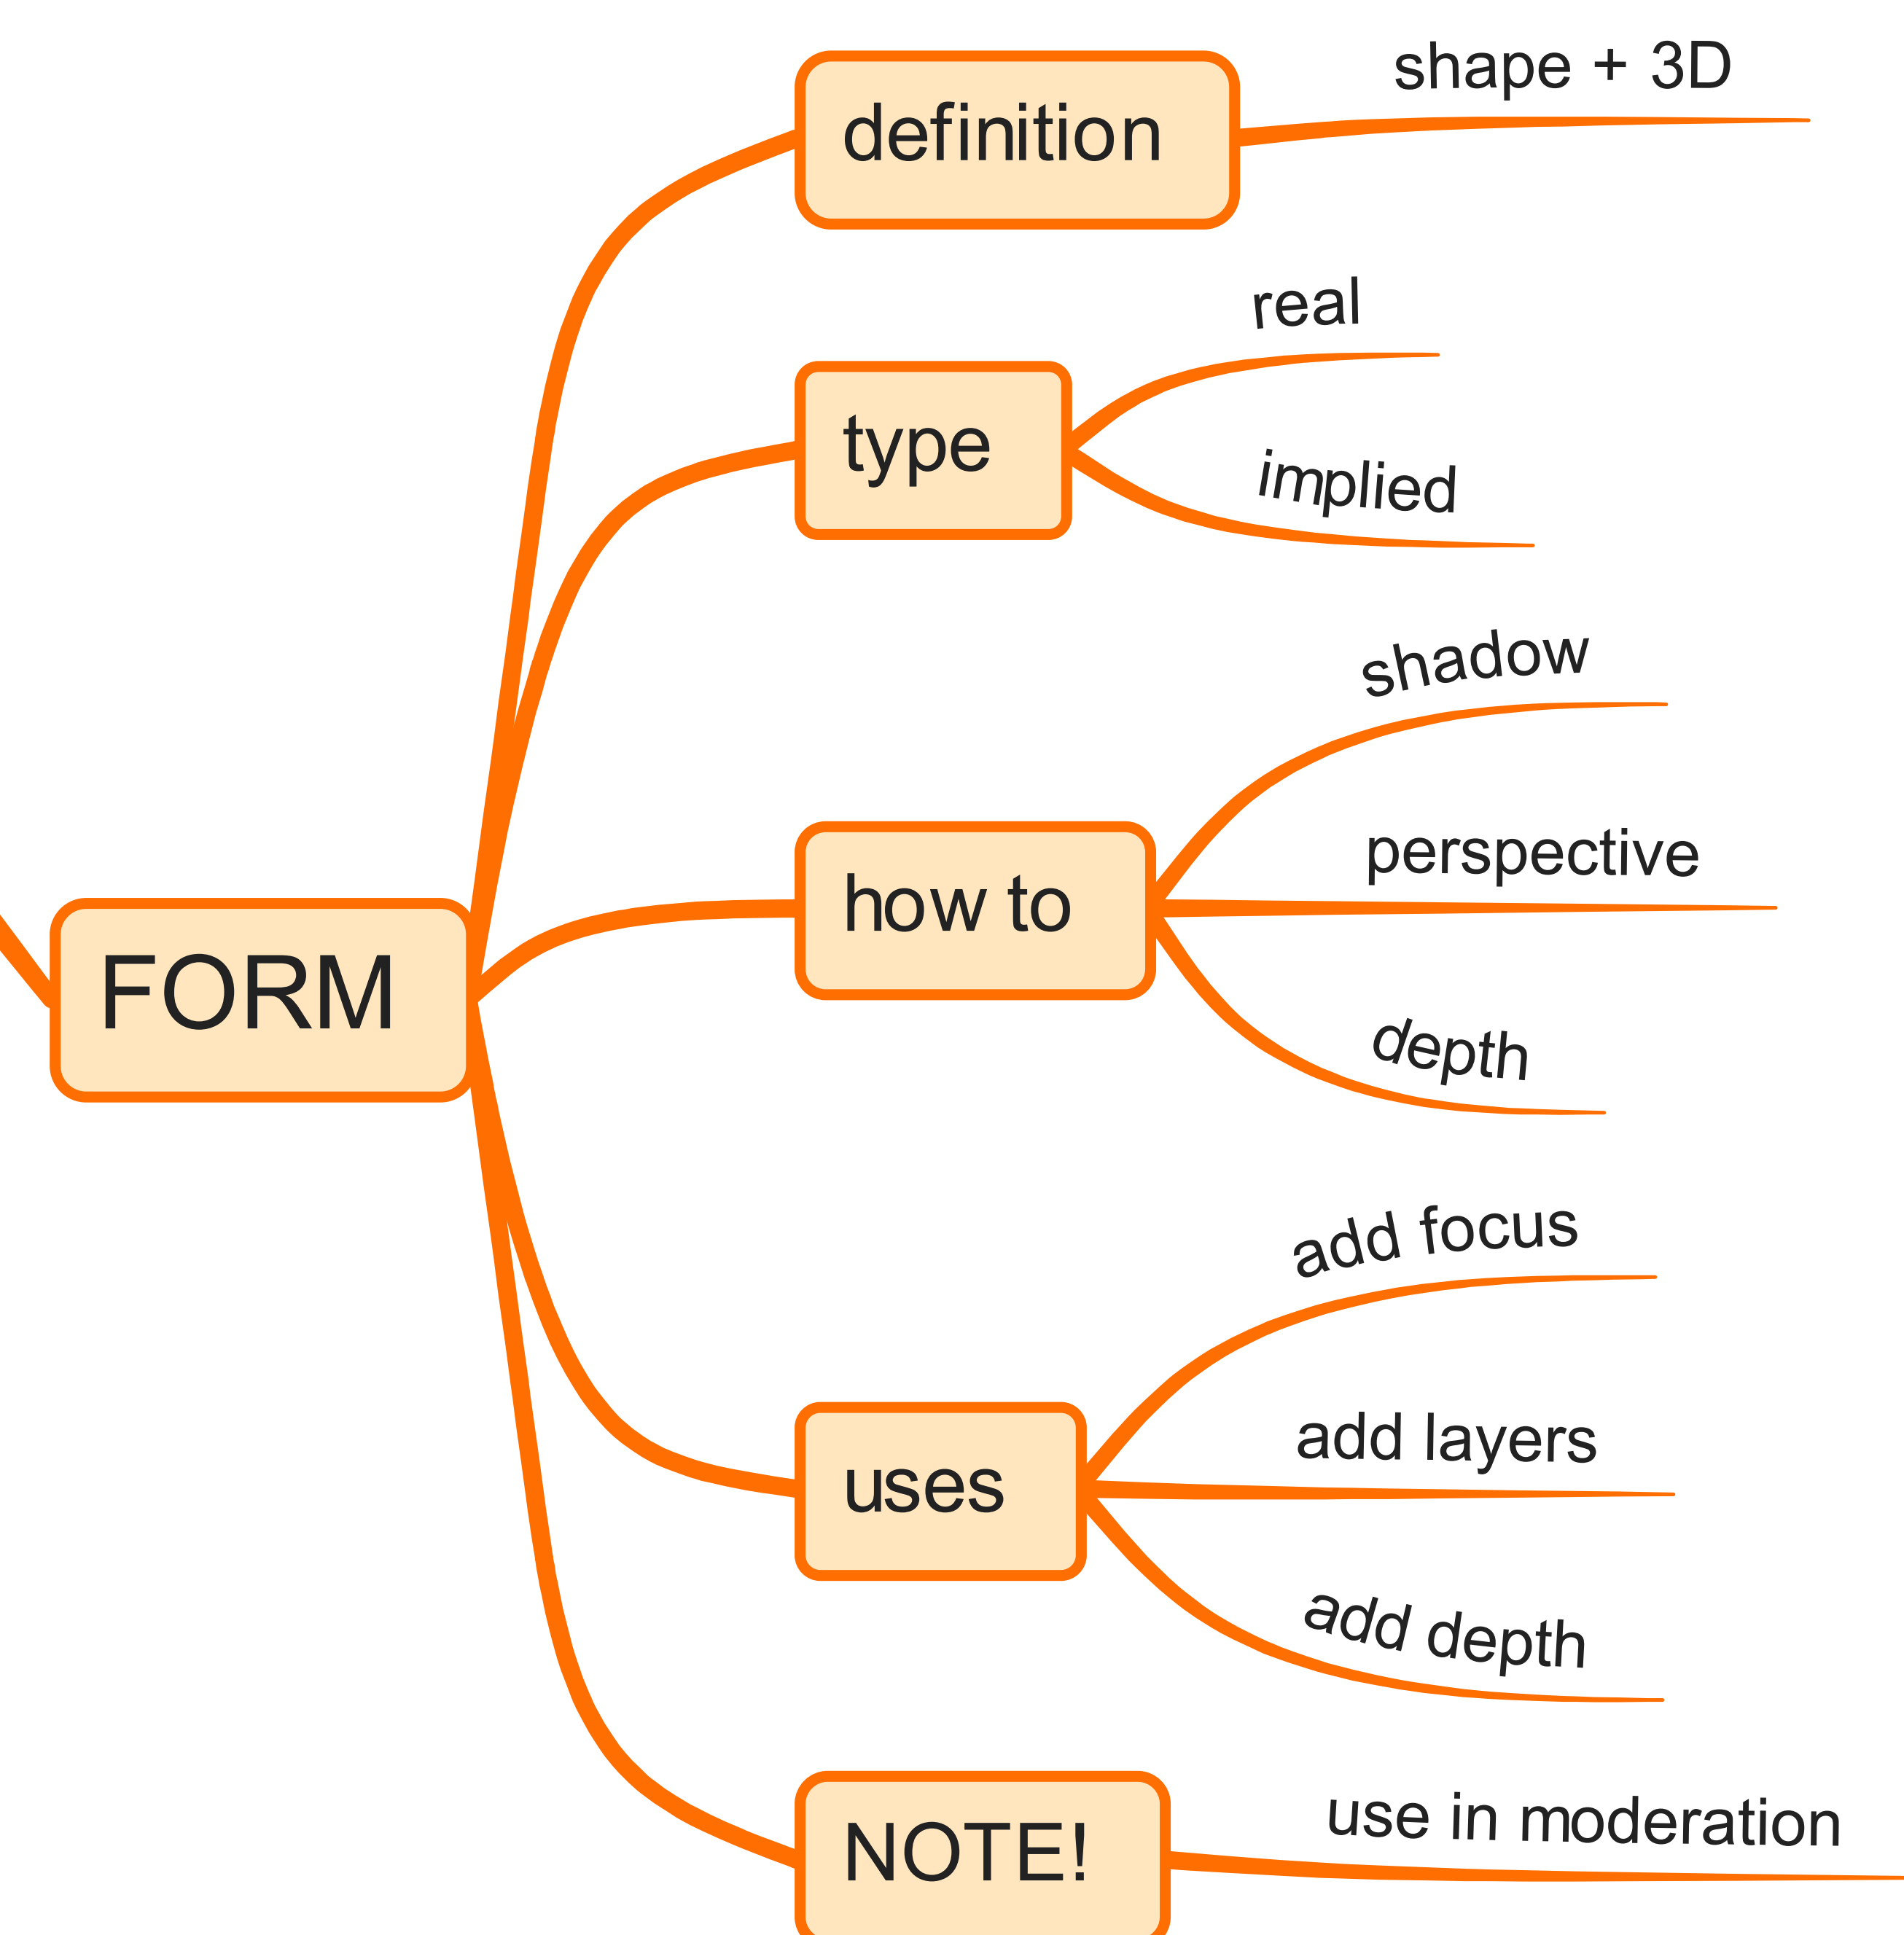 shape + 3D
definition
real
type
implied
shadow
perspective
how to
depth
FORM
add focus
add layers
uses
add depth
use in moderation
NOTE!